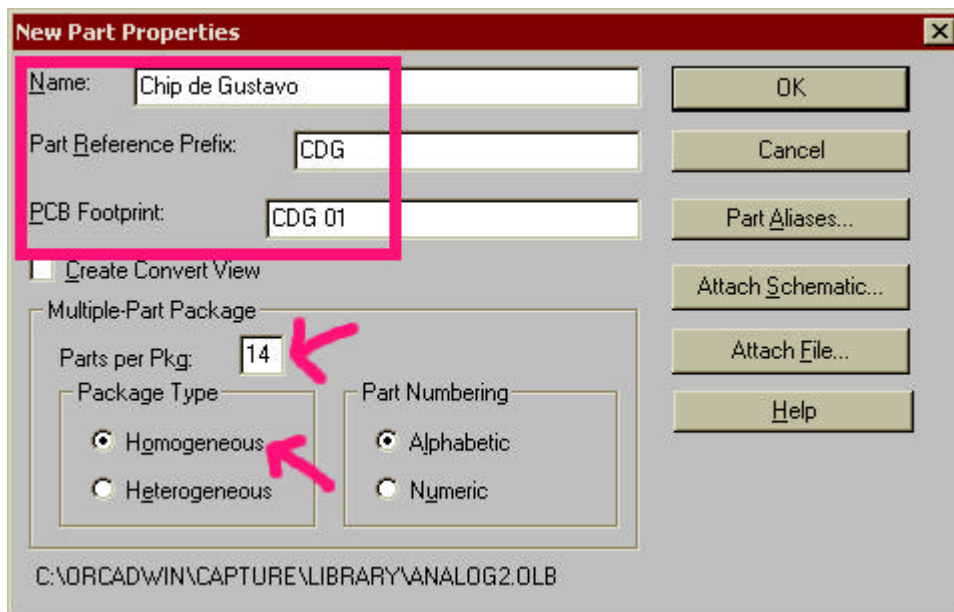 New Part Properties
Name: Chip de Gustavo
OK
Part Reference Prefix: CDG
Cancel
PCB Footprint: CDG 01
Part Aliases...
Create Convert View
Attach Schematic...
Multiple-Part Package
Parts per Pkg: 14
Attach File...
Package Type
Part Numbering
Help
Homogeneous
Alphabetic
Heterogeneous
Numeric
C:\ORCADWIN\CAPTURE\LIBRARY\ANALOG2.OLB